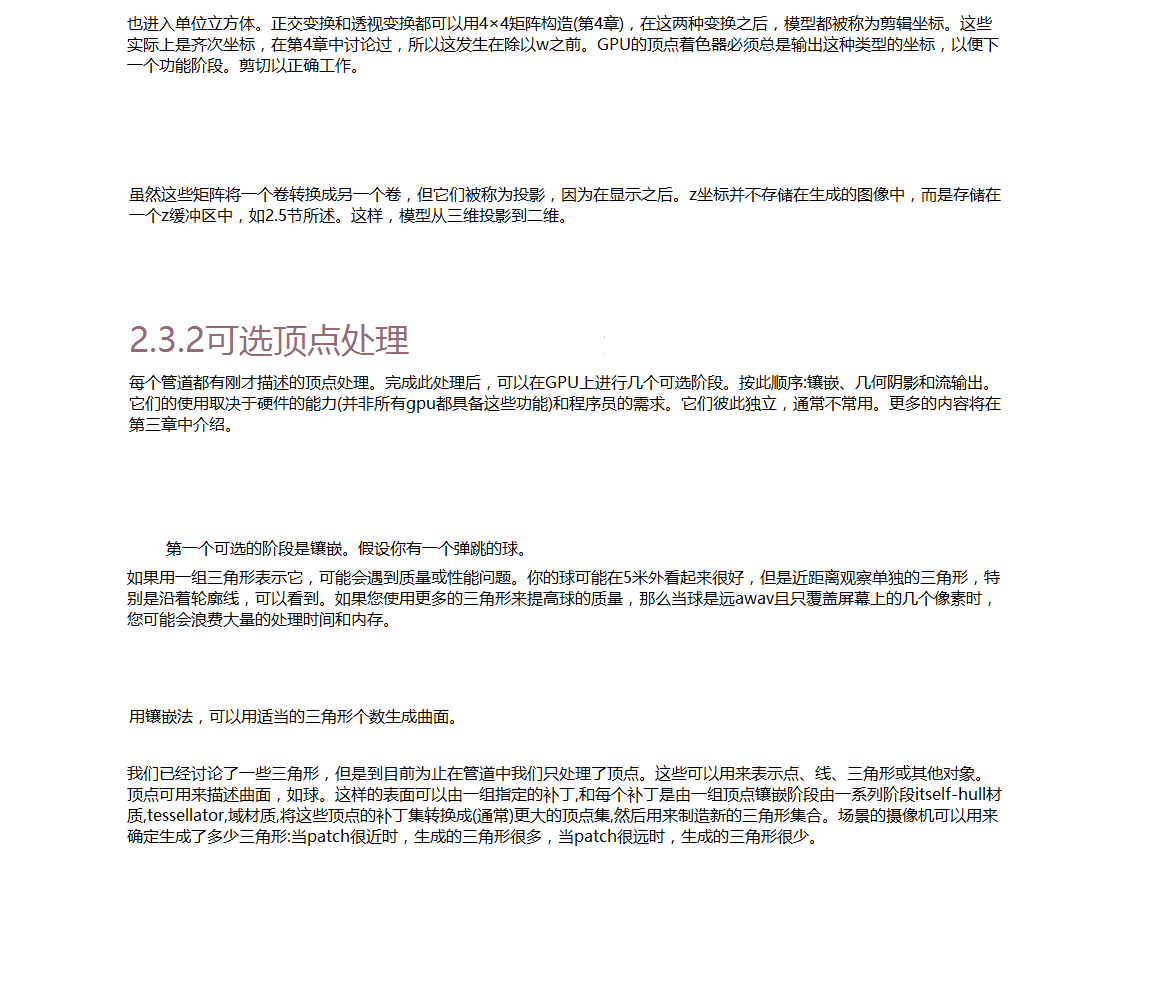 也进入单位立方体。正交变换和透视变换都可以用4×4矩阵构造(第4章)，在这两种变换之后，模型都被称为剪辑坐标。这些
实际上是齐次坐标，在第4章中讨论过，所以这发生在除以w之前。GPU的顶点着色器必须总是输出这种类型的坐标，以便下
一个功能阶段。剪切以正确工作。
虽然这些矩阵将一个卷转换成另一个卷，但它们被称为投影，因为在显示之后。z坐标并不存储在生成的图像中，而是存储在
一个z缓冲区中，如2.5节所述。这样，模型从三维投影到二维。
2.3.2可选顶点处理
每个管道都有刚才描述的顶点处理。完成此处理后，可以在GPU上进行几个可选阶段。按此顺序:镶嵌、几何阴影和流输出。
它们的使用取决于硬件的能力(并非所有gpu都具备这些功能)和程序员的需求。它们彼此独立，通常不常用。更多的内容将在
第三章中介绍。
第一个可选的阶段是镶嵌。假设你有一个弹跳的球。
如果用一组三角形表示它，可能会遇到质量或性能问题。你的球可能在5米外看起来很好，但是近距离观察单独的三角形，特
别是沿着轮廓线，可以看到。如果您使用更多的三角形来提高球的质量，那么当球是远awav且只覆盖屏幕上的几个像素时，
您可能会浪费大量的处理时间和内存。
用镶嵌法，可以用适当的三角形个数生成曲面。
我们已经讨论了一些三角形，但是到目前为止在管道中我们只处理了顶点。这些可以用来表示点、线、三角形或其他对象。
顶点可用来描述曲面，如球。这样的表面可以由一组指定的补丁,和每个补丁是由一组顶点镶嵌阶段由一系列阶段itself-hull材
质,tessellator,域材质,将这些顶点的补丁集转换成(通常)更大的顶点集,然后用来制造新的三角形集合。场景的摄像机可以用来
确定生成了多少三角形:当patch很近时，生成的三角形很多，当patch很远时，生成的三角形很少。